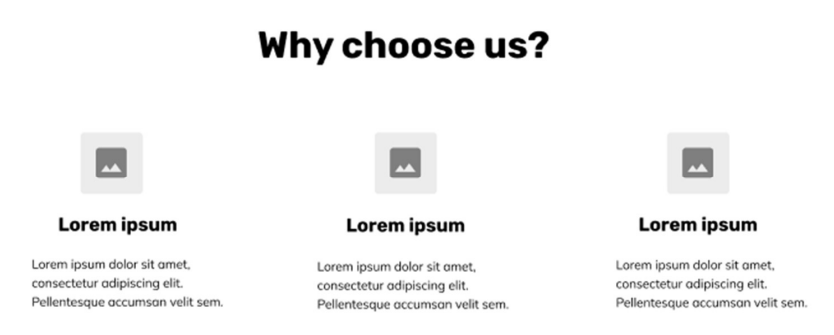 Why choose us?
Lorem ipsum
Lorem ipsum dolor sit amet,
consectetur adipiscing elit.
Pellentesque accumsan velit sem.
Lorem ipsum
Lorem ipsum dolor sit amet,
consectetur adipiscing elit.
Pellentesque accumsan velit sem.
Lorem ipsum
Lorem ipsum dolor sit amet,
consectetur adipiscing elit.
Pellentesque accumsan velit sem.